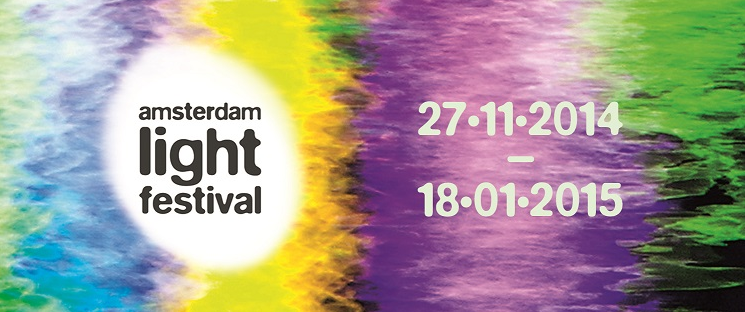 amsterdam
light
festival
27·11·2014
–
18·01·2015